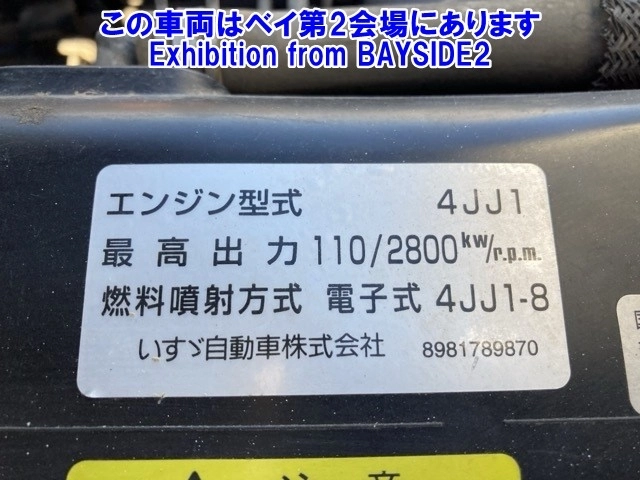 この車両はベイ第2会場にあります
Exhibition from BAYSIDE2
エンジン型式 4JJ1
最高出力 110/2800kW/r.p.m.
燃料噴射方式 電子式 4JJ1-8
いすゞ自動車株式会社 8981789870